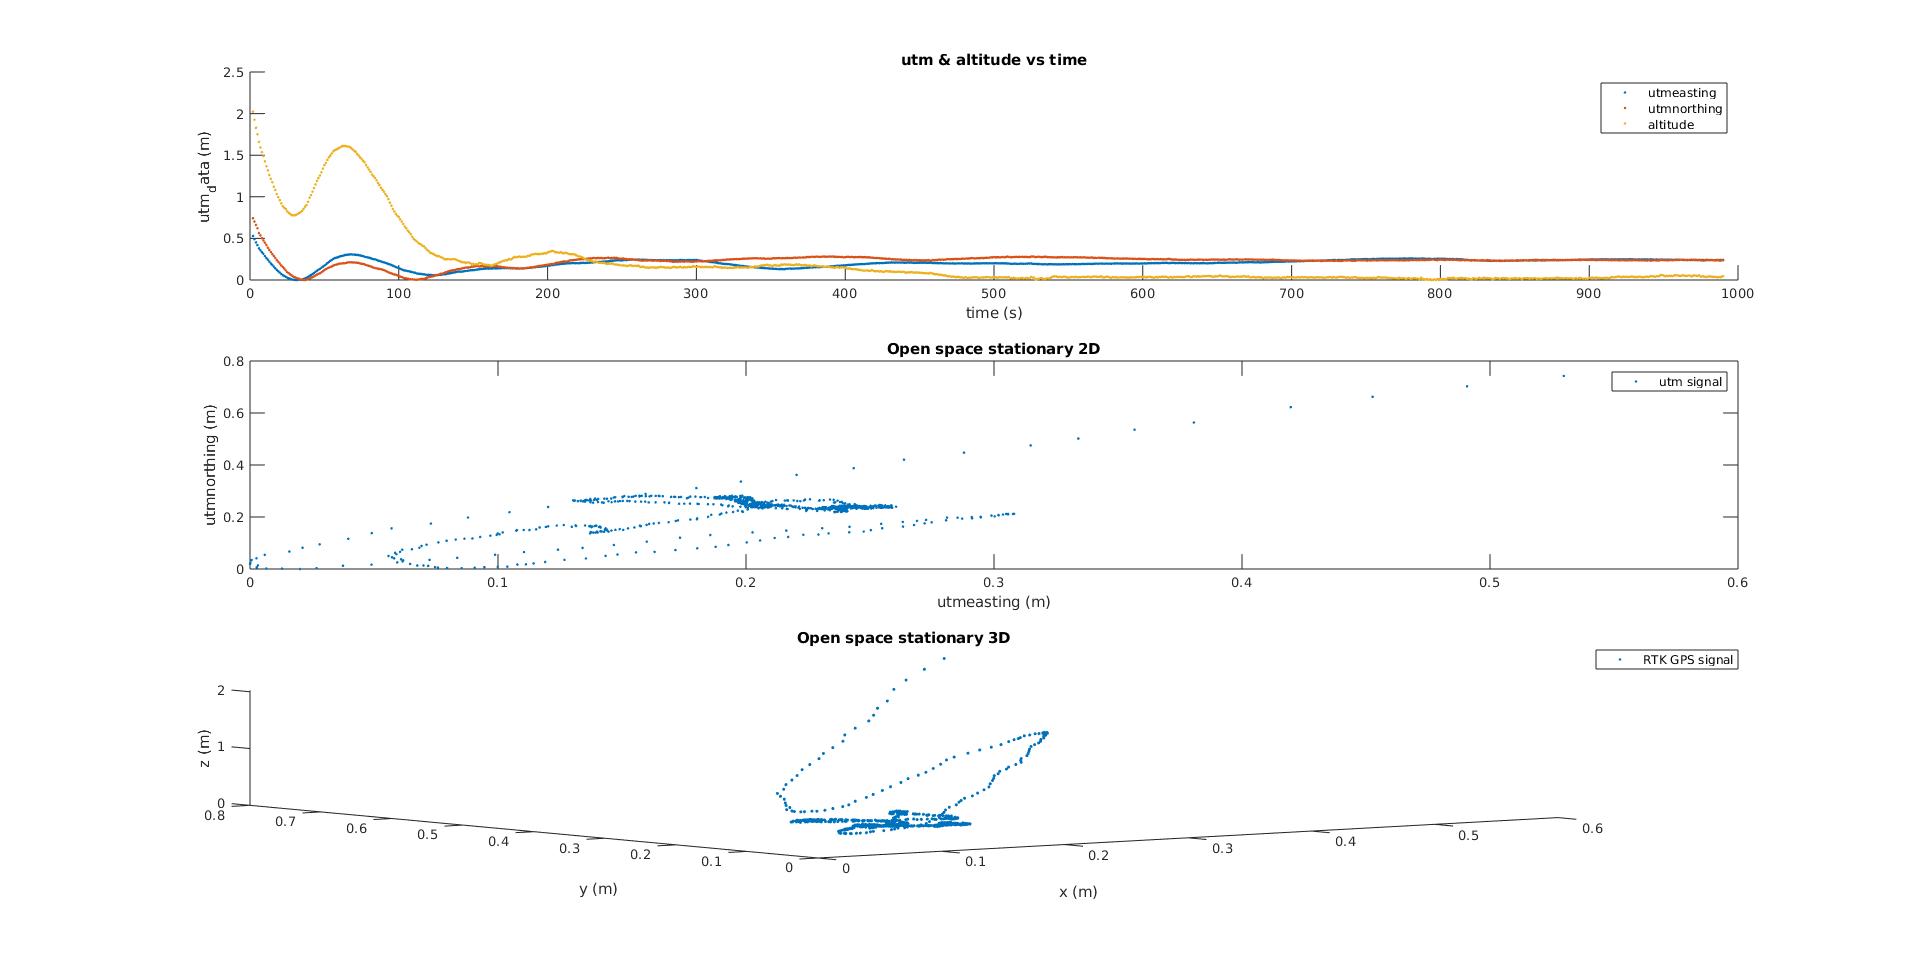 utm & altitude vs time
2.5
2
1.5
1
0.5
0
utm_data (m)
utmeasting
utmnorthing
altitude
0 100 200 300 400 500 600 700 800 900 1000
time (s)
Open space stationary 2D
0.8
0.6
0.4
0.2
0
utmnorthing (m)
utm signal
0 0.1 0.2 0.3 0.4 0.5 0.6
utmeasting (m)
Open space stationary 3D
RTK GPS signal
2
1
0
z (m)
0.8 0.7 0.6 0.5 0.4 0.3 0.2 0.1 0
y (m)
0 0.1 0.2 0.3 0.4 0.5 0.6
x (m)